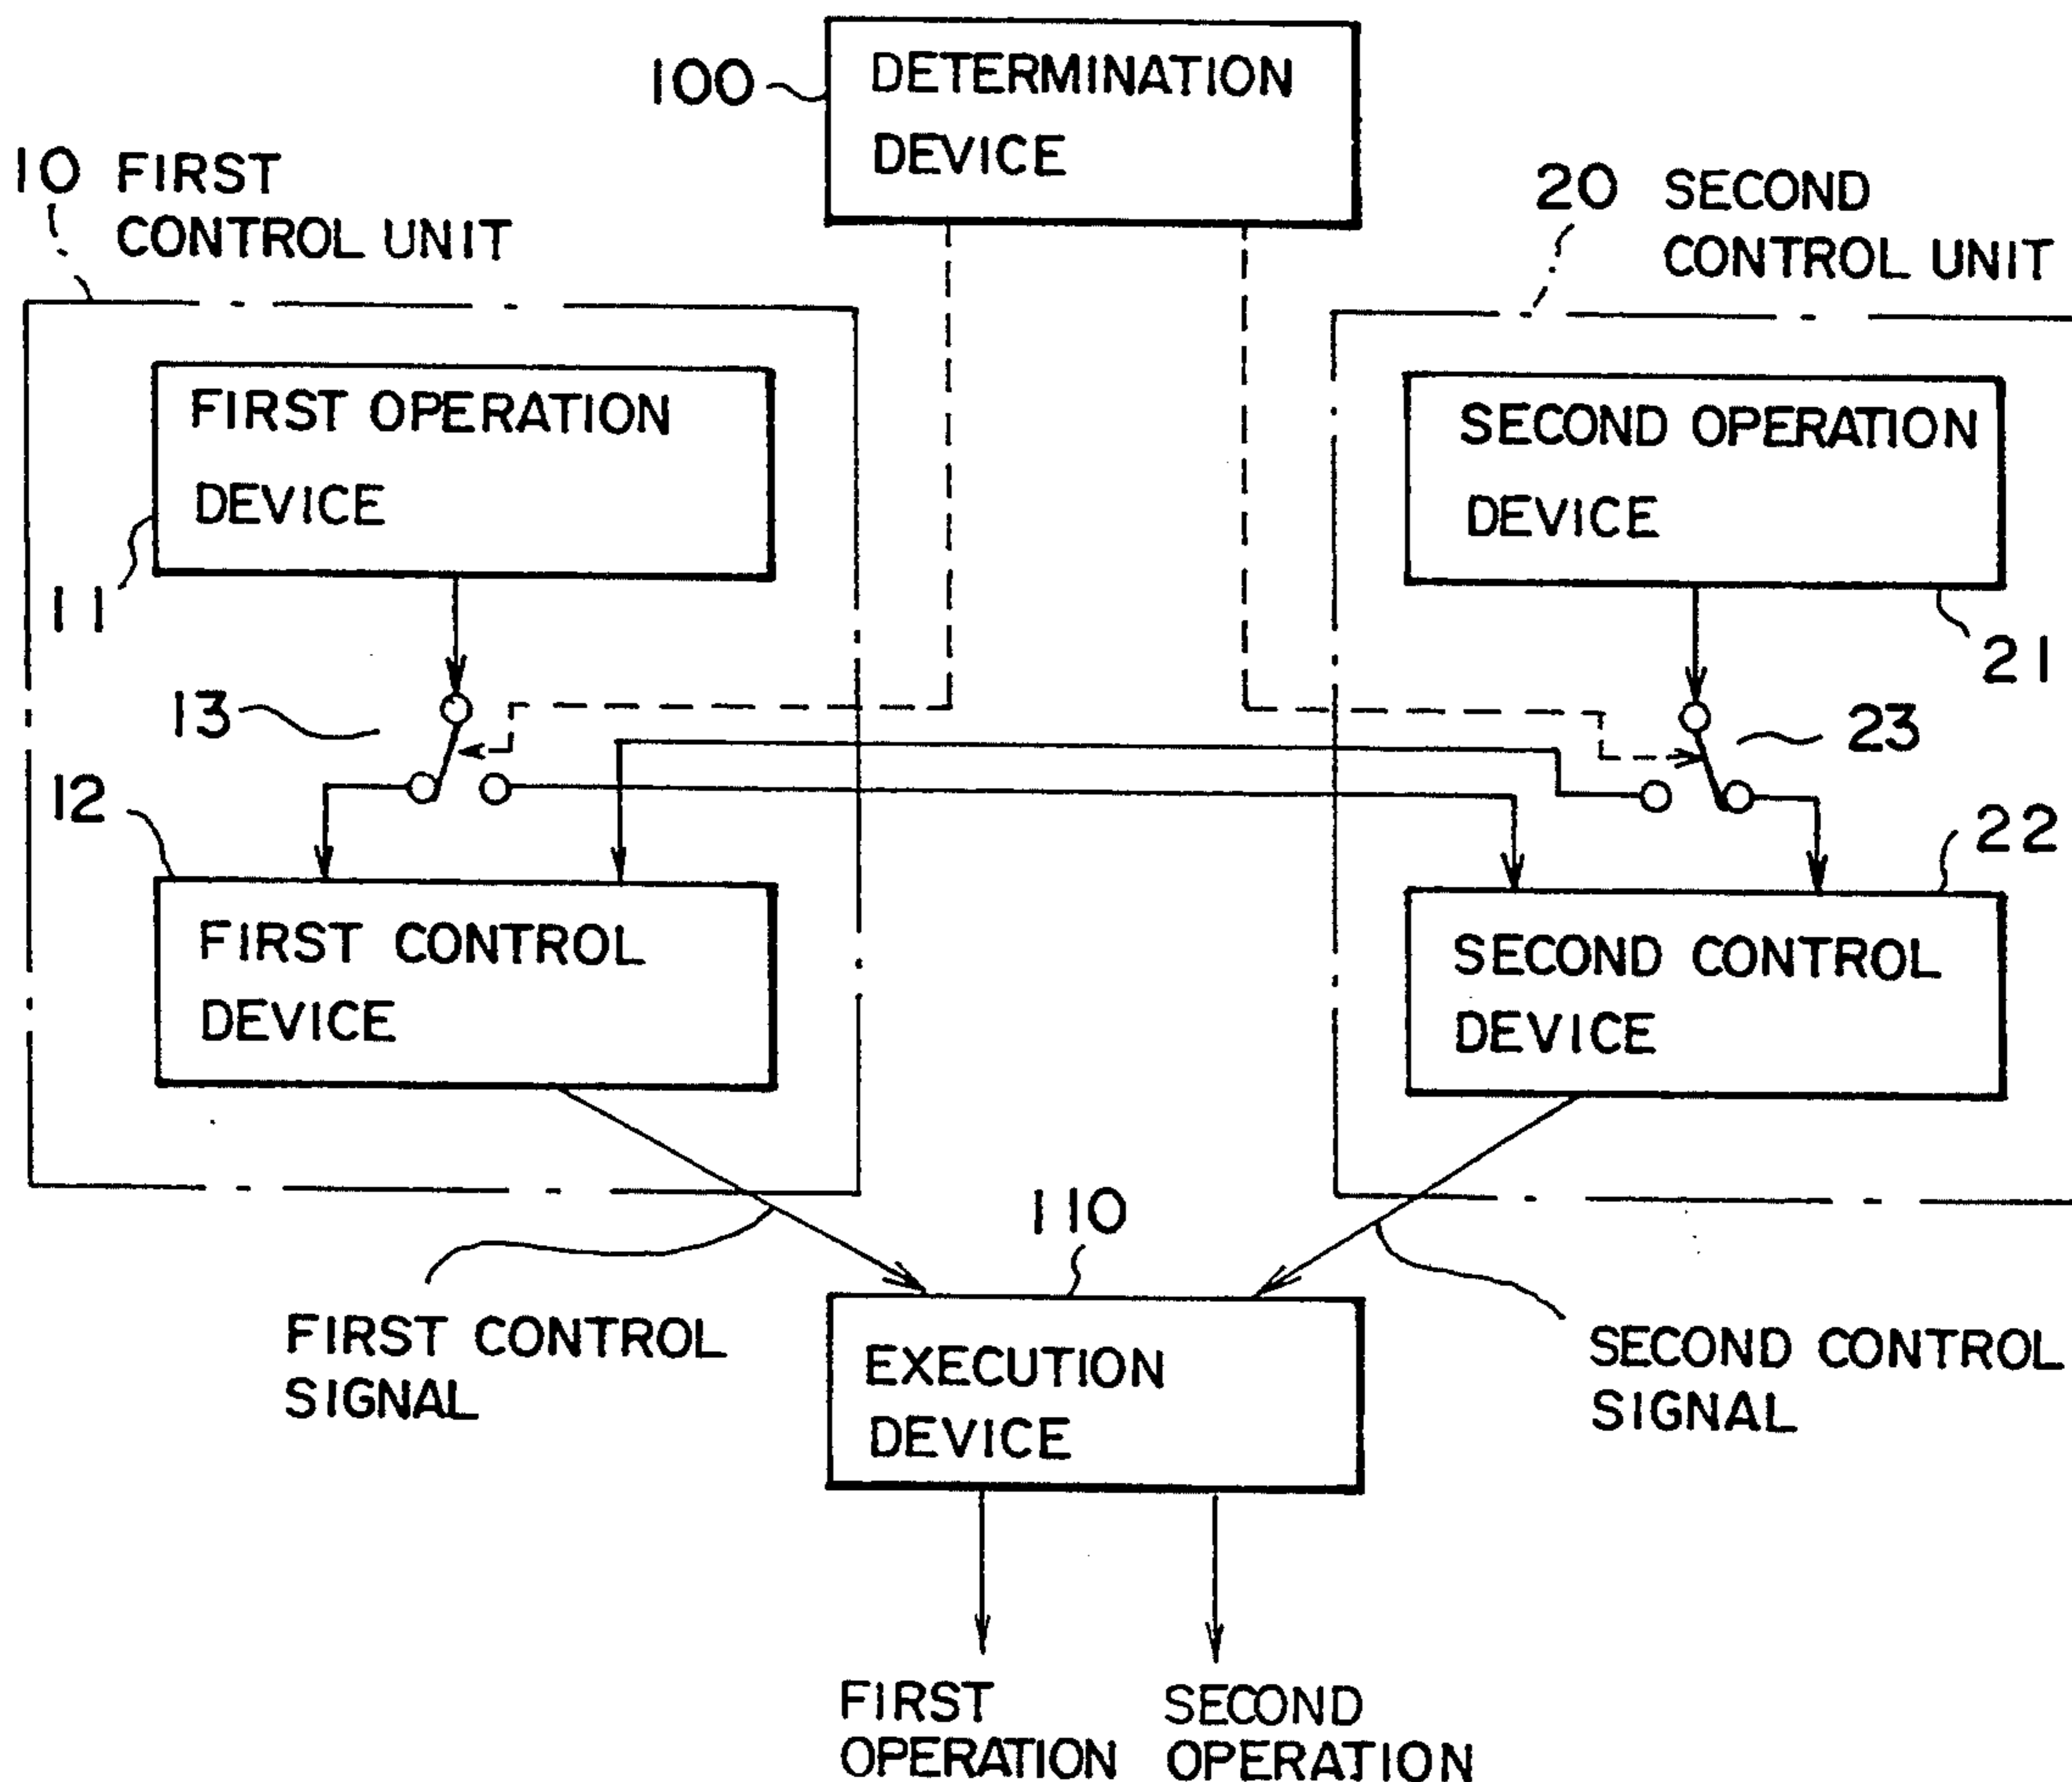 100
DETERMINATION
DEVICE
10 FIRST
CONTROL UNIT
20 SECOND
CONTROL UNIT
FIRST OPERATION
DEVICE
11
SECOND OPERATION
DEVICE
21
13
23
12
22
FIRST CONTROL
DEVICE
SECOND CONTROL
DEVICE
110
FIRST CONTROL
SIGNAL
EXECUTION
DEVICE
SECOND CONTROL
SIGNAL
FIRST
OPERATION
SECOND
OPERATION